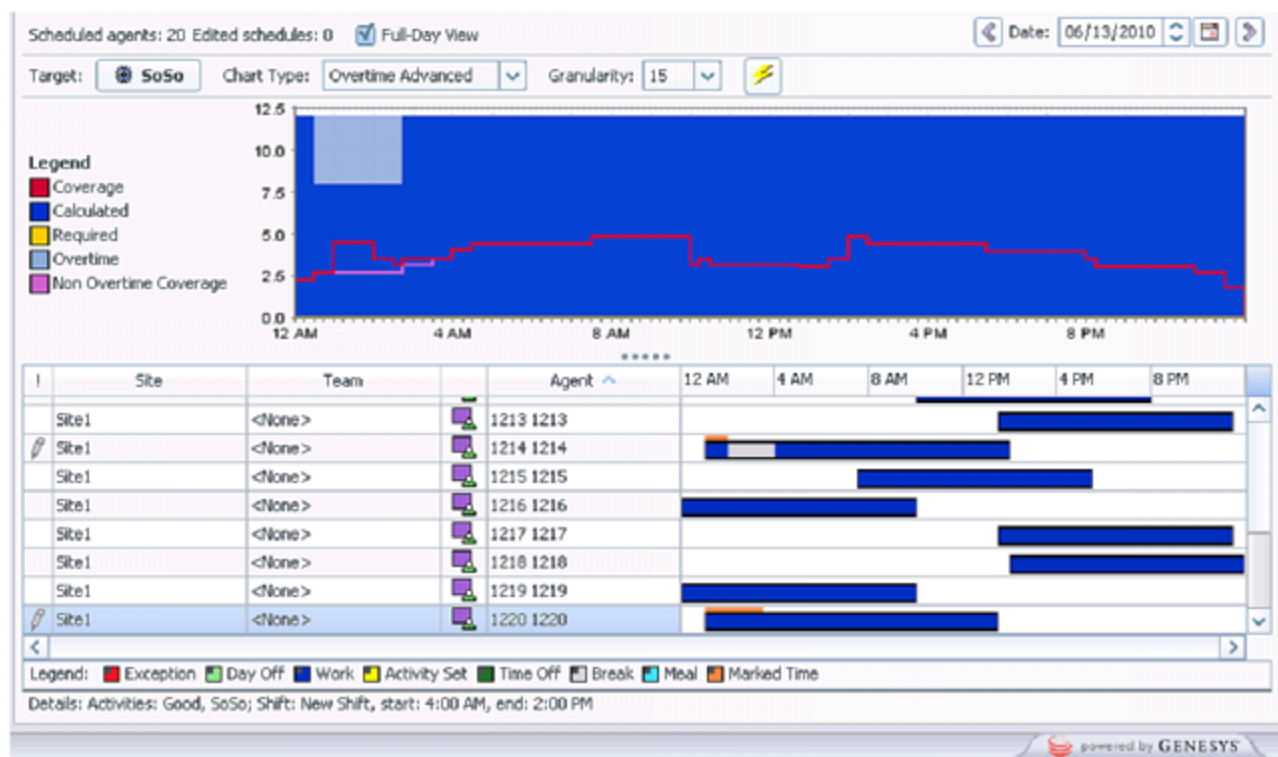 Scheduled agents: 20 Edited schedules: 0 Full-Day View Date: 06/13/2010
Target: SoSo Chart Type: Overtime Advanced Granularity: 15
12.5
10.0
7.5
5.0
2.5
0.0
Legend
Coverage
Calculated
Required
Overtime
Non Overtime Coverage
12 AM 4 AM 8 AM 12 PM 4 PM 8 PM
! Site Team Agent 12 AM 4 AM 8 AM 12 PM 4 PM 8 PM
Site1 <None> 1213 1213
Site1 <None> 1214 1214
Site1 <None> 1215 1215
Site1 <None> 1216 1216
Site1 <None> 1217 1217
Site1 <None> 1218 1218
Site1 <None> 1219 1219
Site1 <None> 1220 1220
Legend: Exception Day Off Work Activity Set Time Off Break Meal Marked Time
Details: Activities: Good, SoSo; Shift: New Shift, start: 4:00 AM, end: 2:00 PM
powered by GENESYS